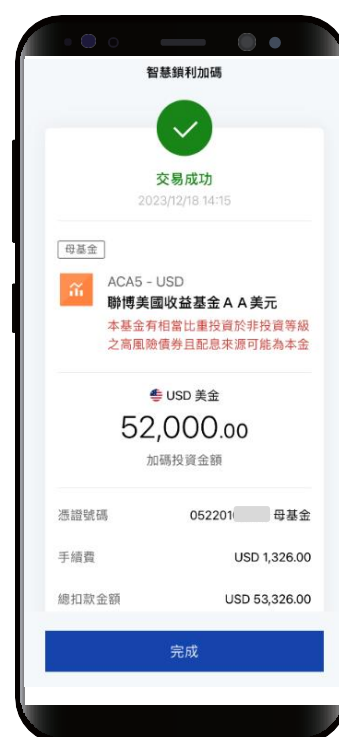 智慧鎖利加碼
交易成功
2023/12/18 14:15
母基金
ACA5 - USD
聯博美國收益基金ＡＡ美元
本基金有相當比重投資於非投資等級
之高風險債券且配息來源可能為本金
USD 美金
52,000.00
加碼投資金額
憑證號碼 052201 母基金
手續費 USD 1,326.00
總扣款金額 USD 53,326.00
完成